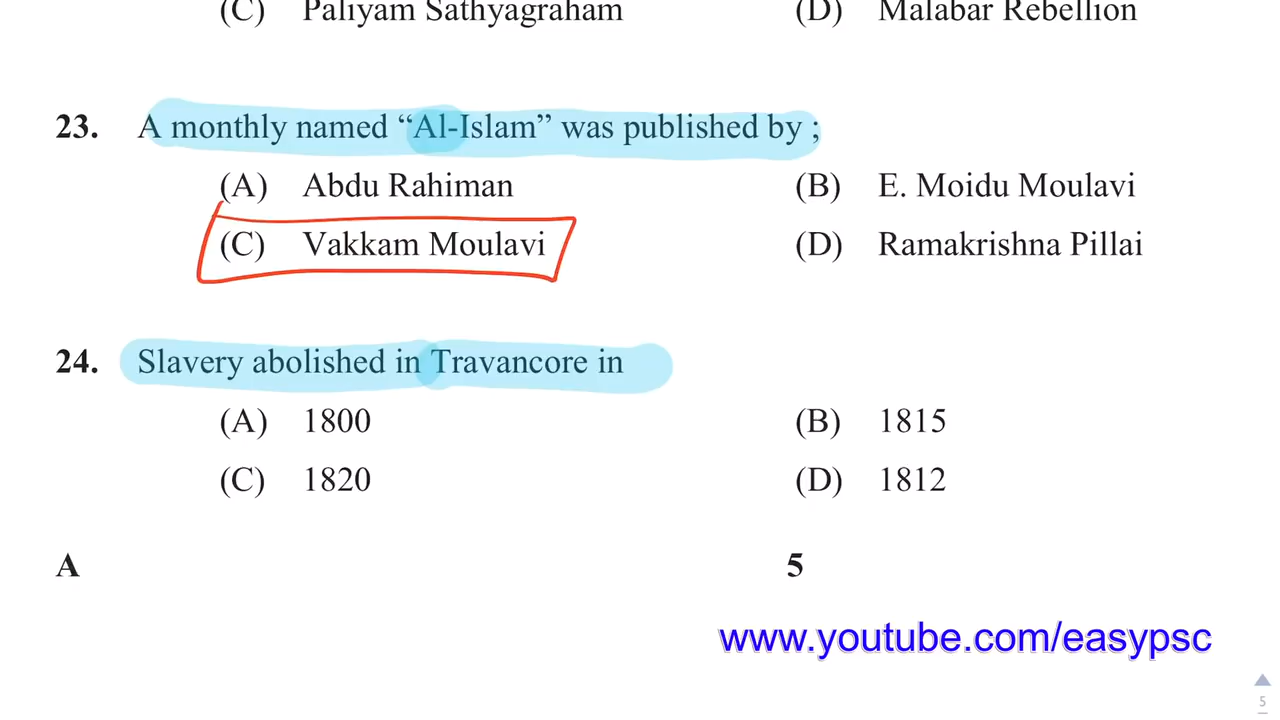 (C) Paliyam Sathyagraham (D) Malabar Rebellion
23. A monthly named “Al-Islam” was published by ;
(A) Abdu Rahiman (B) E. Moidu Moulavi
(C) Vakkam Moulavi (D) Ramakrishna Pillai
24. Slavery abolished in Travancore in
(A) 1800 (B) 1815
(C) 1820 (D) 1812
A 5
www.youtube.com/easypsc
5